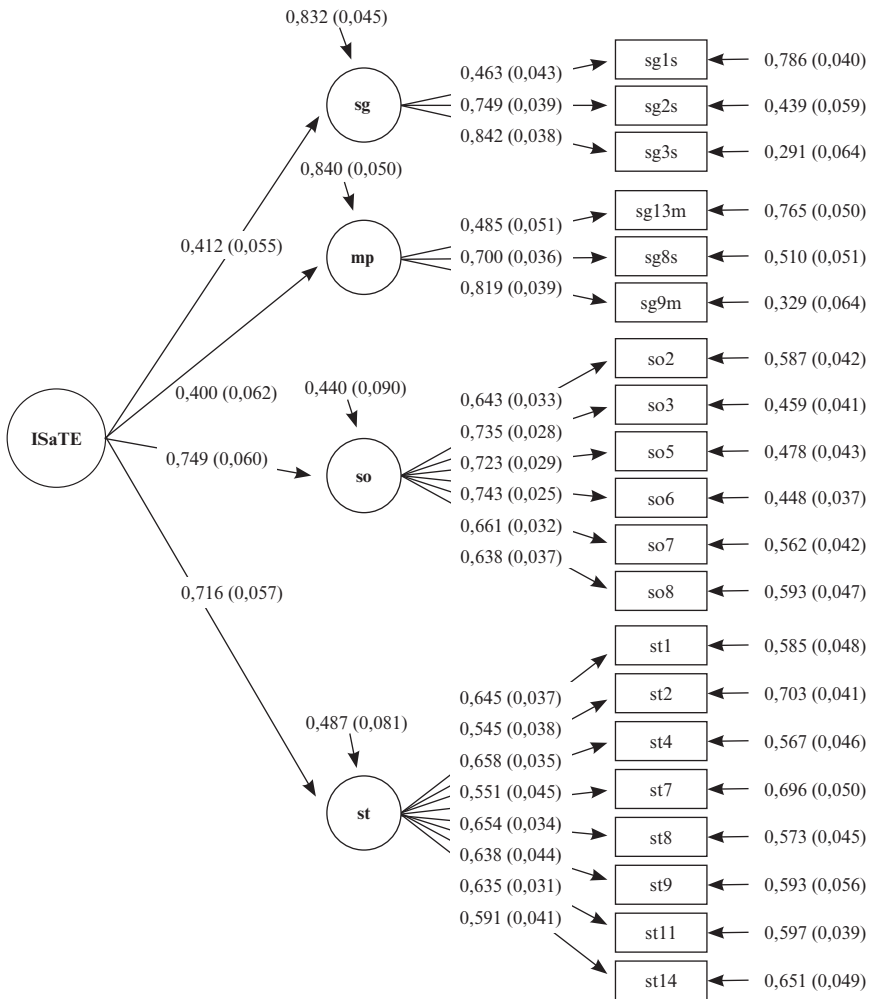 0,832 (0,045)
sg
0,463 (0,043)
sg1s
0,786 (0,040)
0,749 (0,039)
sg2s
0,439 (0,059)
0,842 (0,038)
sg3s
0,291 (0,064)
0,840 (0,050)
mp
0,485 (0,051)
sg13m
0,765 (0,050)
0,700 (0,036)
sg8s
0,510 (0,051)
0,819 (0,039)
sg9m
0,329 (0,064)
0,412 (0,055)
0,400 (0,062)
ISaTE
0,749 (0,060)
0,716 (0,057)
0,440 (0,090)
so
0,643 (0,033)
so2
0,587 (0,042)
0,735 (0,028)
so3
0,459 (0,041)
0,723 (0,029)
so5
0,478 (0,043)
0,743 (0,025)
so6
0,448 (0,037)
0,661 (0,032)
so7
0,562 (0,042)
0,638 (0,037)
so8
0,593 (0,047)
0,487 (0,081)
st
0,645 (0,037)
st1
0,585 (0,048)
0,545 (0,038)
st2
0,703 (0,041)
0,658 (0,035)
st4
0,567 (0,046)
0,551 (0,045)
st7
0,696 (0,050)
0,654 (0,034)
st8
0,573 (0,045)
0,638 (0,044)
st9
0,593 (0,056)
0,635 (0,031)
st11
0,597 (0,039)
0,591 (0,041)
st14
0,651 (0,049)